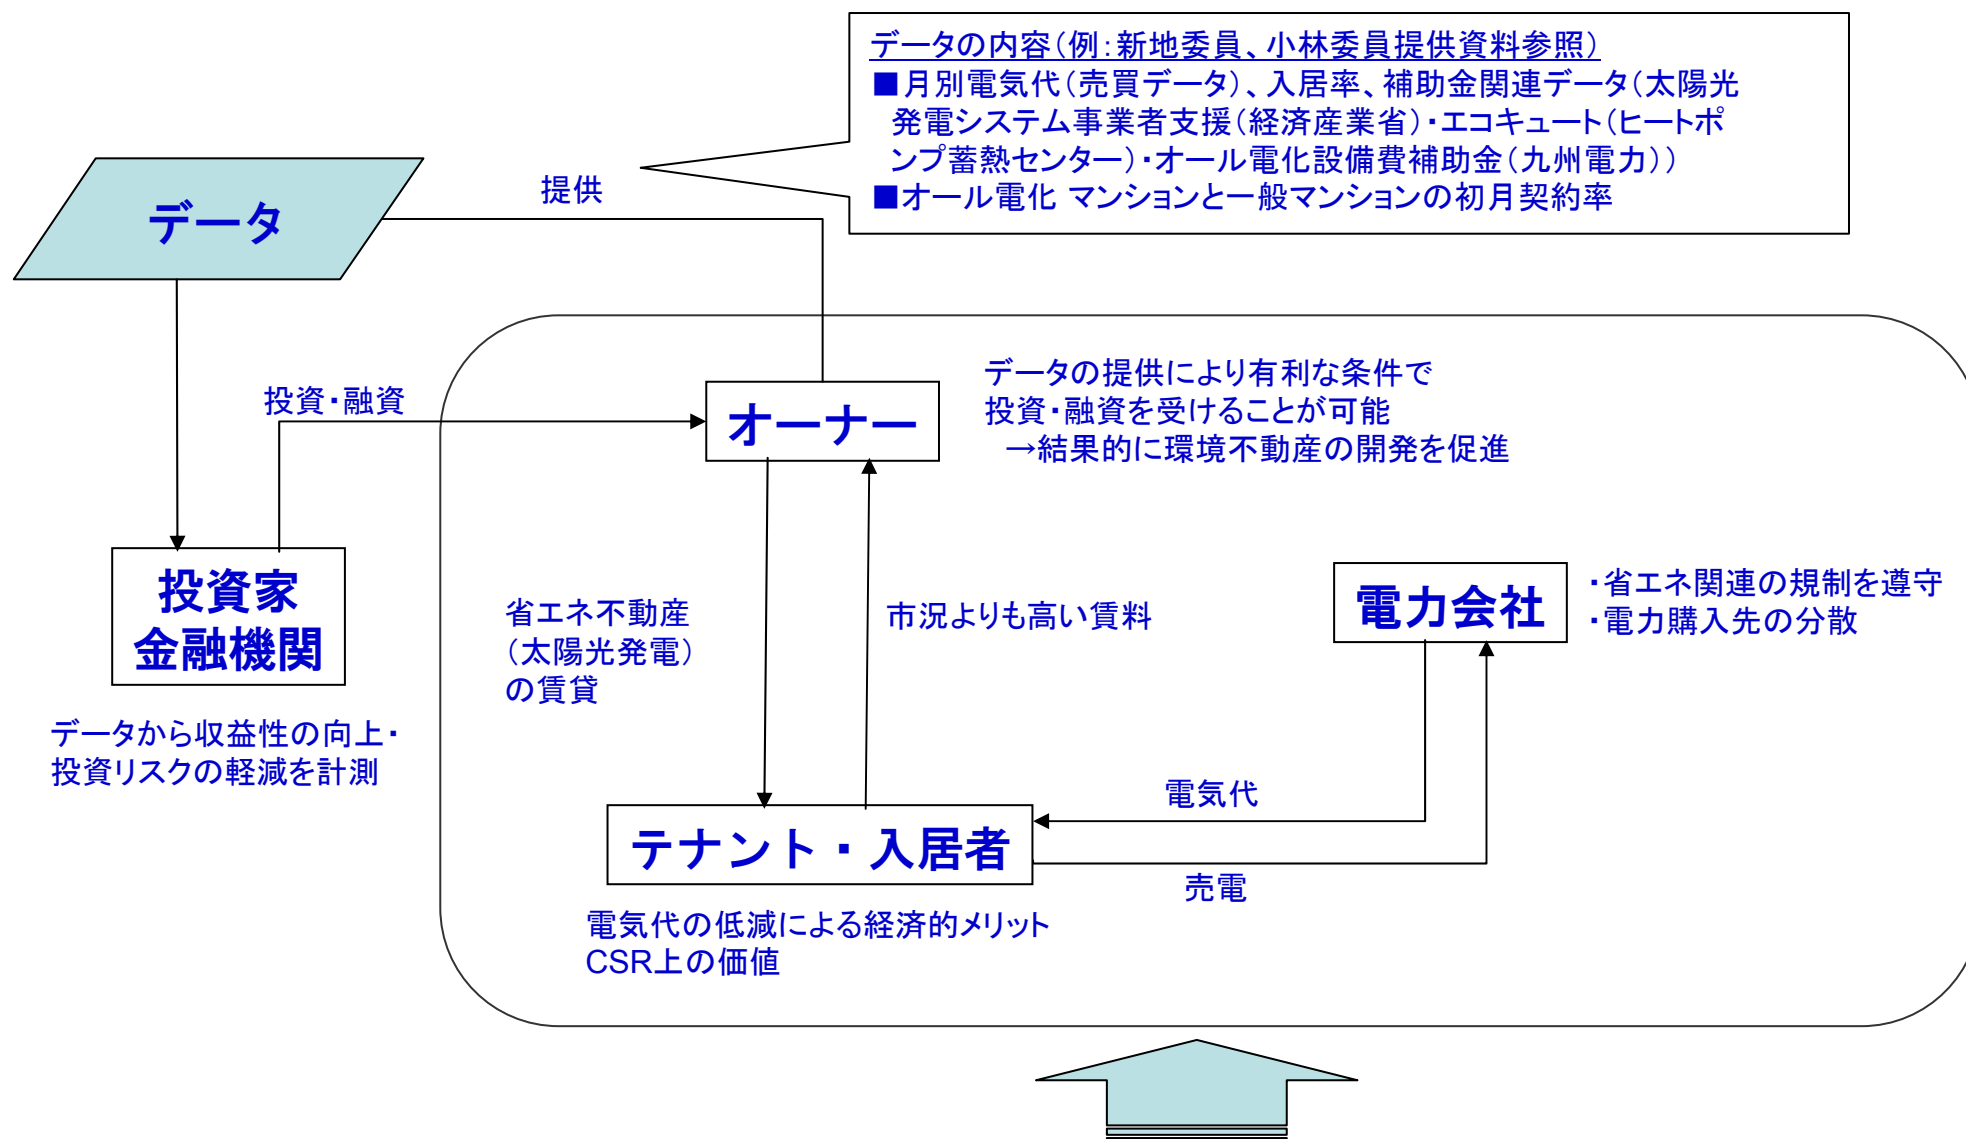 データの内容(例:新地委員、小林委員提供資料参照)
■月別電気代(売買データ)、入居率、補助金関連データ(太陽光
発電システム事業者支援(経済産業省)・エコキュート(ヒートポ
ンプ蓄熱センター)・オール電化設備費補助金(九州電力))
■オール電化 マンションと一般マンションの初月契約率
提供
データ
データの提供により有利な条件で
投資・融資を受けることが可能
→結果的に環境不動産の開発を促進
投資・融資
オーナー
投資家
金融機関
データから収益性の向上・
投資リスクの軽減を計測
省エネ不動産
(太陽光発電)
の賃貸
市況よりも高い賃料
電力会社
・省エネ関連の規制を遵守
・電力購入先の分散
電気代
テナント・入居者
売電
電気代の低減による経済的メリット
CSR上の価値